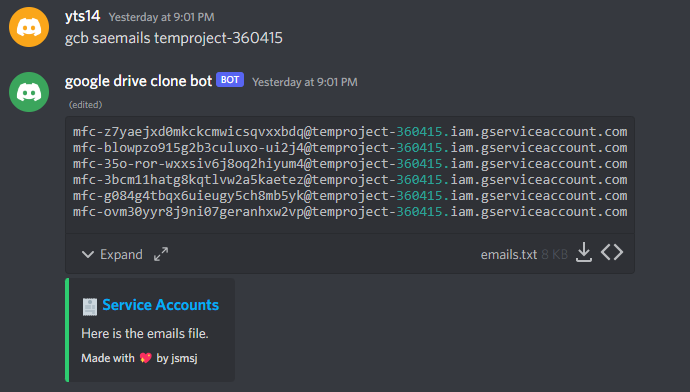 yts14 Yesterday at 9:01 PM
gcb saemails temproject-360415
google drive clone bot BOT Yesterday at 9:01 PM
(edited)
mfc-z7yaejxd0mkckcmwicsqvxxbdq@temproject-360415.iam.gserviceaccount.com
mfc-blowpzo915g2b3culuxo-ui2j4@temproject-360415.iam.gserviceaccount.com
mfc-35o-ror-wxxsiv6j8oq2hiyum4@temproject-360415.iam.gserviceaccount.com
mfc-3bcm11hatg8kqtlvw2a5kaetez@temproject-360415.iam.gserviceaccount.com
mfc-g084g4tbqx6uieugy5ch8mb5yk@temproject-360415.iam.gserviceaccount.com
mfc-ovm30yyr8j9ni07geranhxw2vp@temproject-360415.iam.gserviceaccount.com
Expand emails.txt 8 KB
Service Accounts
Here is the emails file.
Made with 💖 by jsmsj